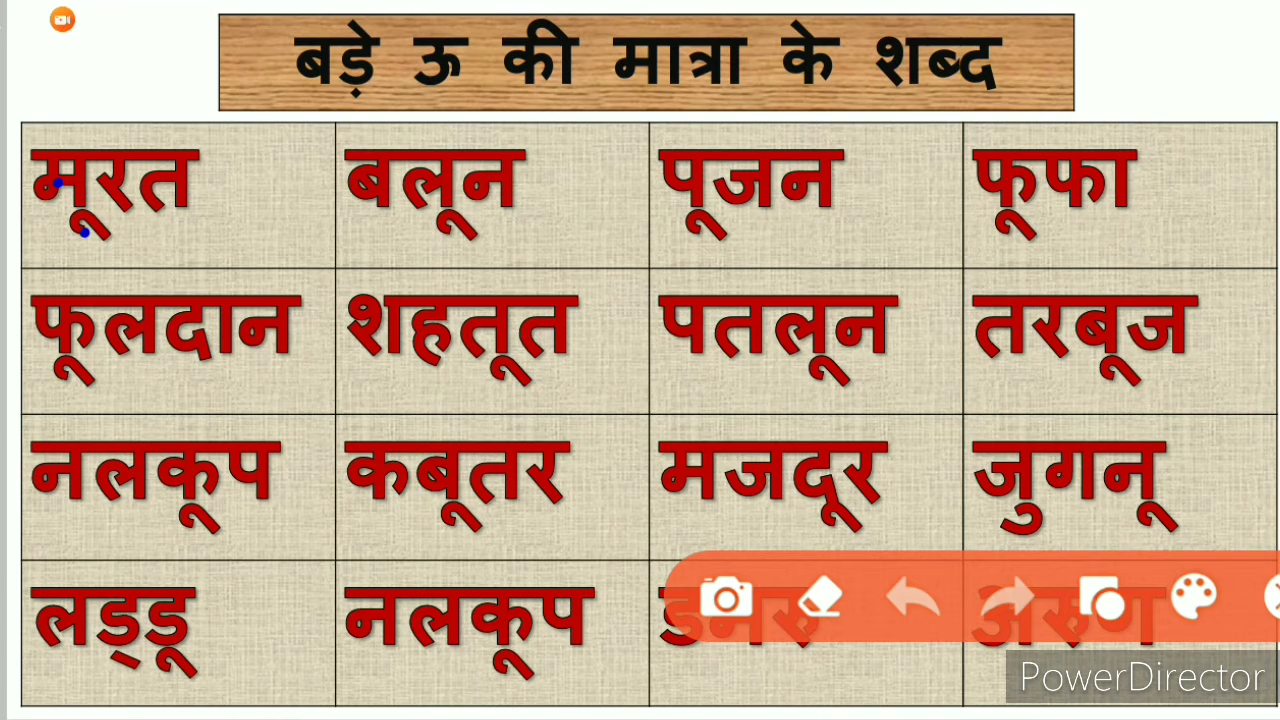 बड़े ऊ की मात्रा के शब्द
मूरत बलून पूजन फूफा
फूलदान शहतूत पतलून तरबूज
नलकूप कबूतर मजदूर जुगनू
लड्डू नलकूप
PowerDirector